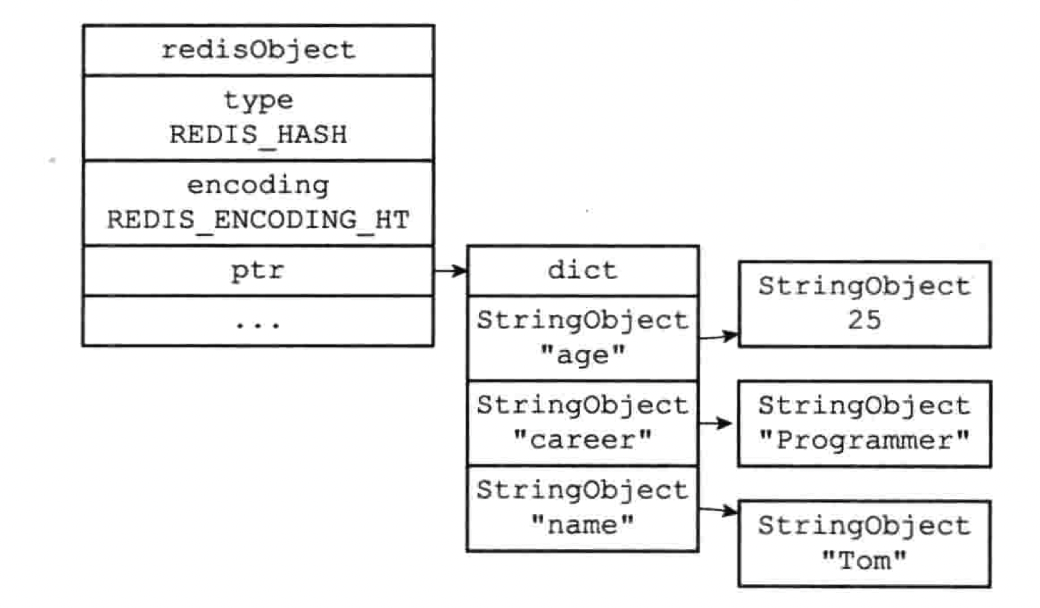 redisObject
type
REDIS_HASH
encoding
REDIS_ENCODING_HT
ptr
...
dict
StringObject
"age"
StringObject
"career"
StringObject
"name"
StringObject
25
StringObject
"Programmer"
StringObject
"Tom"